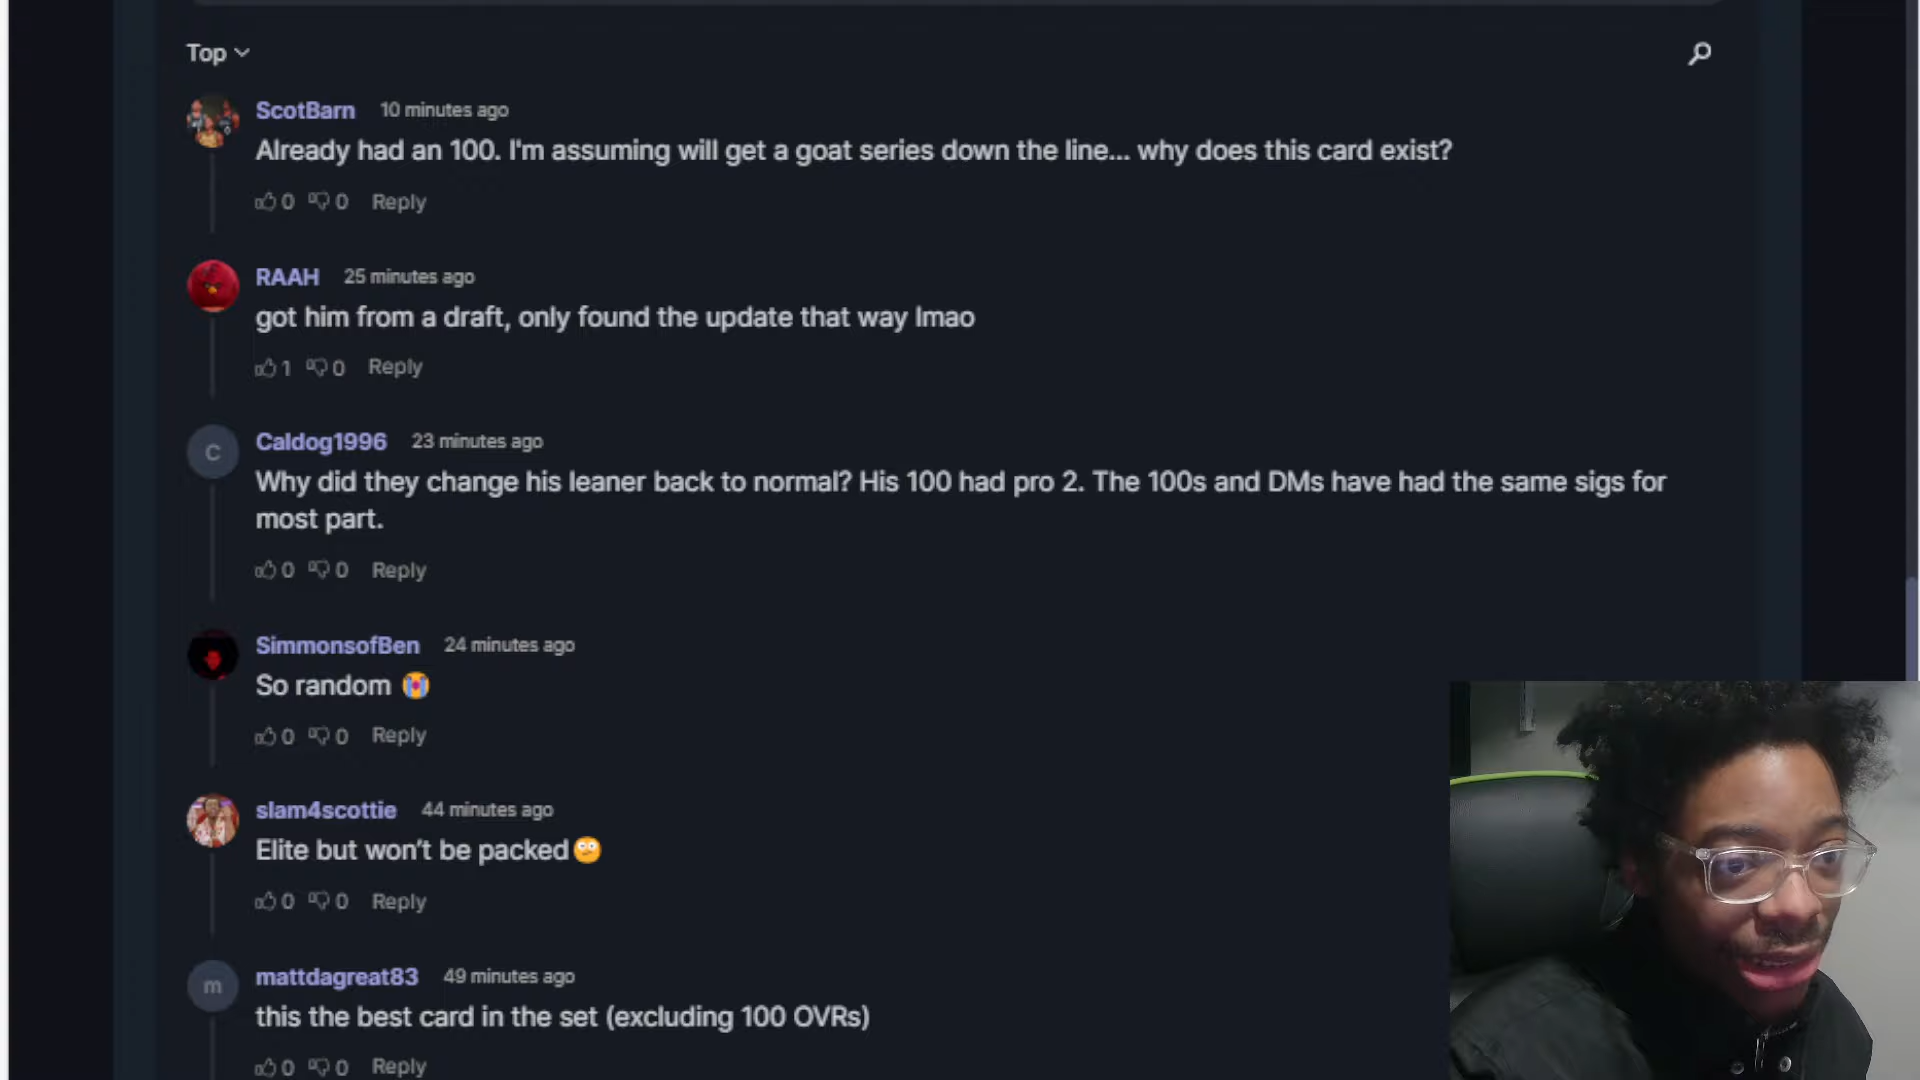 Top
ScotBarn 10 minutes ago
Already had an 100. I'm assuming will get a goat series down the line... why does this card exist?
0 0 Reply
RAAH 25 minutes ago
got him from a draft, only found the update that way lmao
1 0 Reply
C
Caldog1996 23 minutes ago
Why did they change his leaner back to normal? His 100 had pro 2. The 100s and DMs have had the same sigs for
most part.
0 0 Reply
SimmonsofBen 24 minutes ago
So random 😭
0 0 Reply
slam4scottie 44 minutes ago
Elite but won't be packed🙄
0 0 Reply
m
mattdagreat83 49 minutes ago
this the best card in the set (excluding 100 OVRs)
0 0 Reply